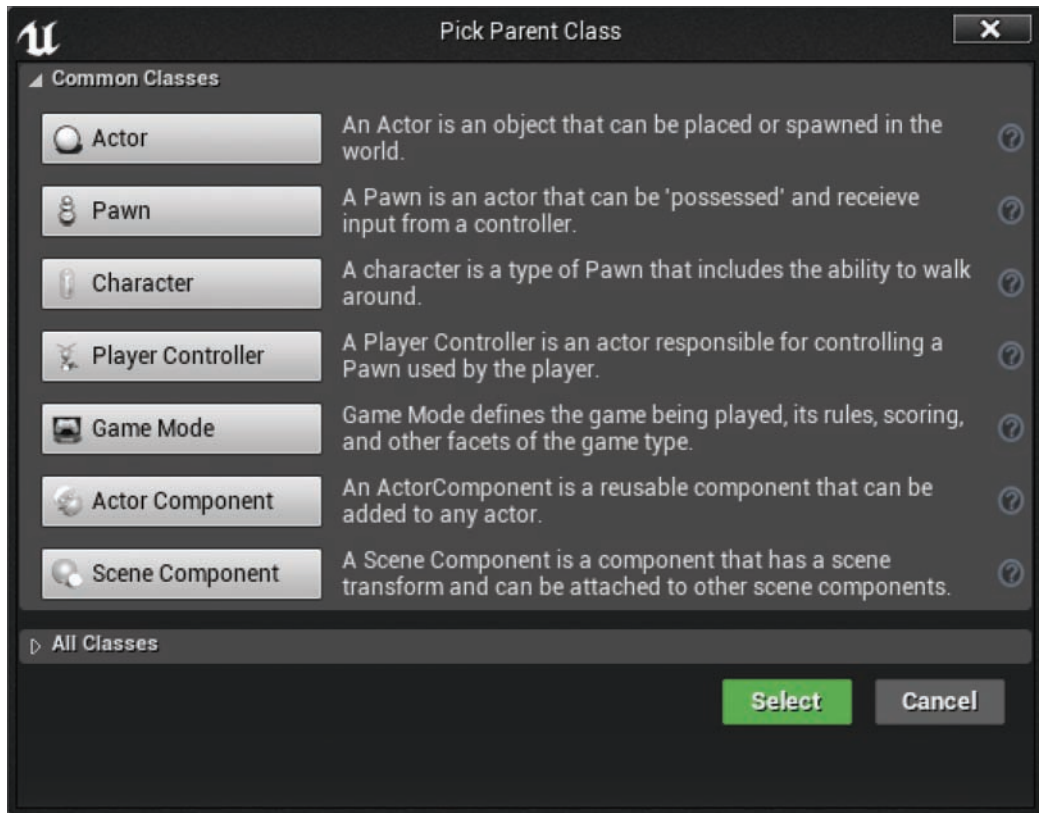 Pick Parent Class
Common Classes
Actor
An Actor is an object that can be placed or spawned in the
world.
Pawn
A Pawn is an actor that can be 'possessed' and receieve
input from a controller.
Character
A character is a type of Pawn that includes the ability to walk
around.
Player Controller
A Player Controller is an actor responsible for controlling a
Pawn used by the player.
Game Mode
Game Mode defines the game being played, its rules, scoring,
and other facets of the game type.
Actor Component
An ActorComponent is a reusable component that can be
added to any actor.
Scene Component
A Scene Component is a component that has a scene
transform and can be attached to other scene components.
All Classes
Select
Cancel